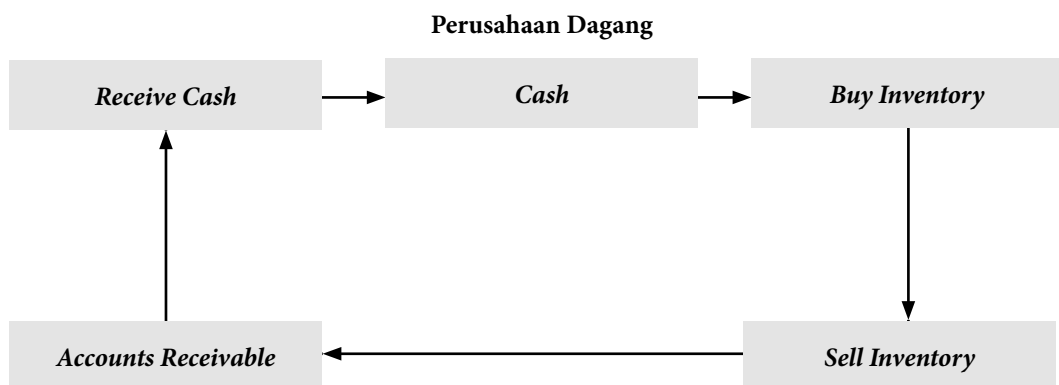 Perusahaan Dagang
Receive Cash
Cash
Buy Inventory
Accounts Receivable
Sell Inventory